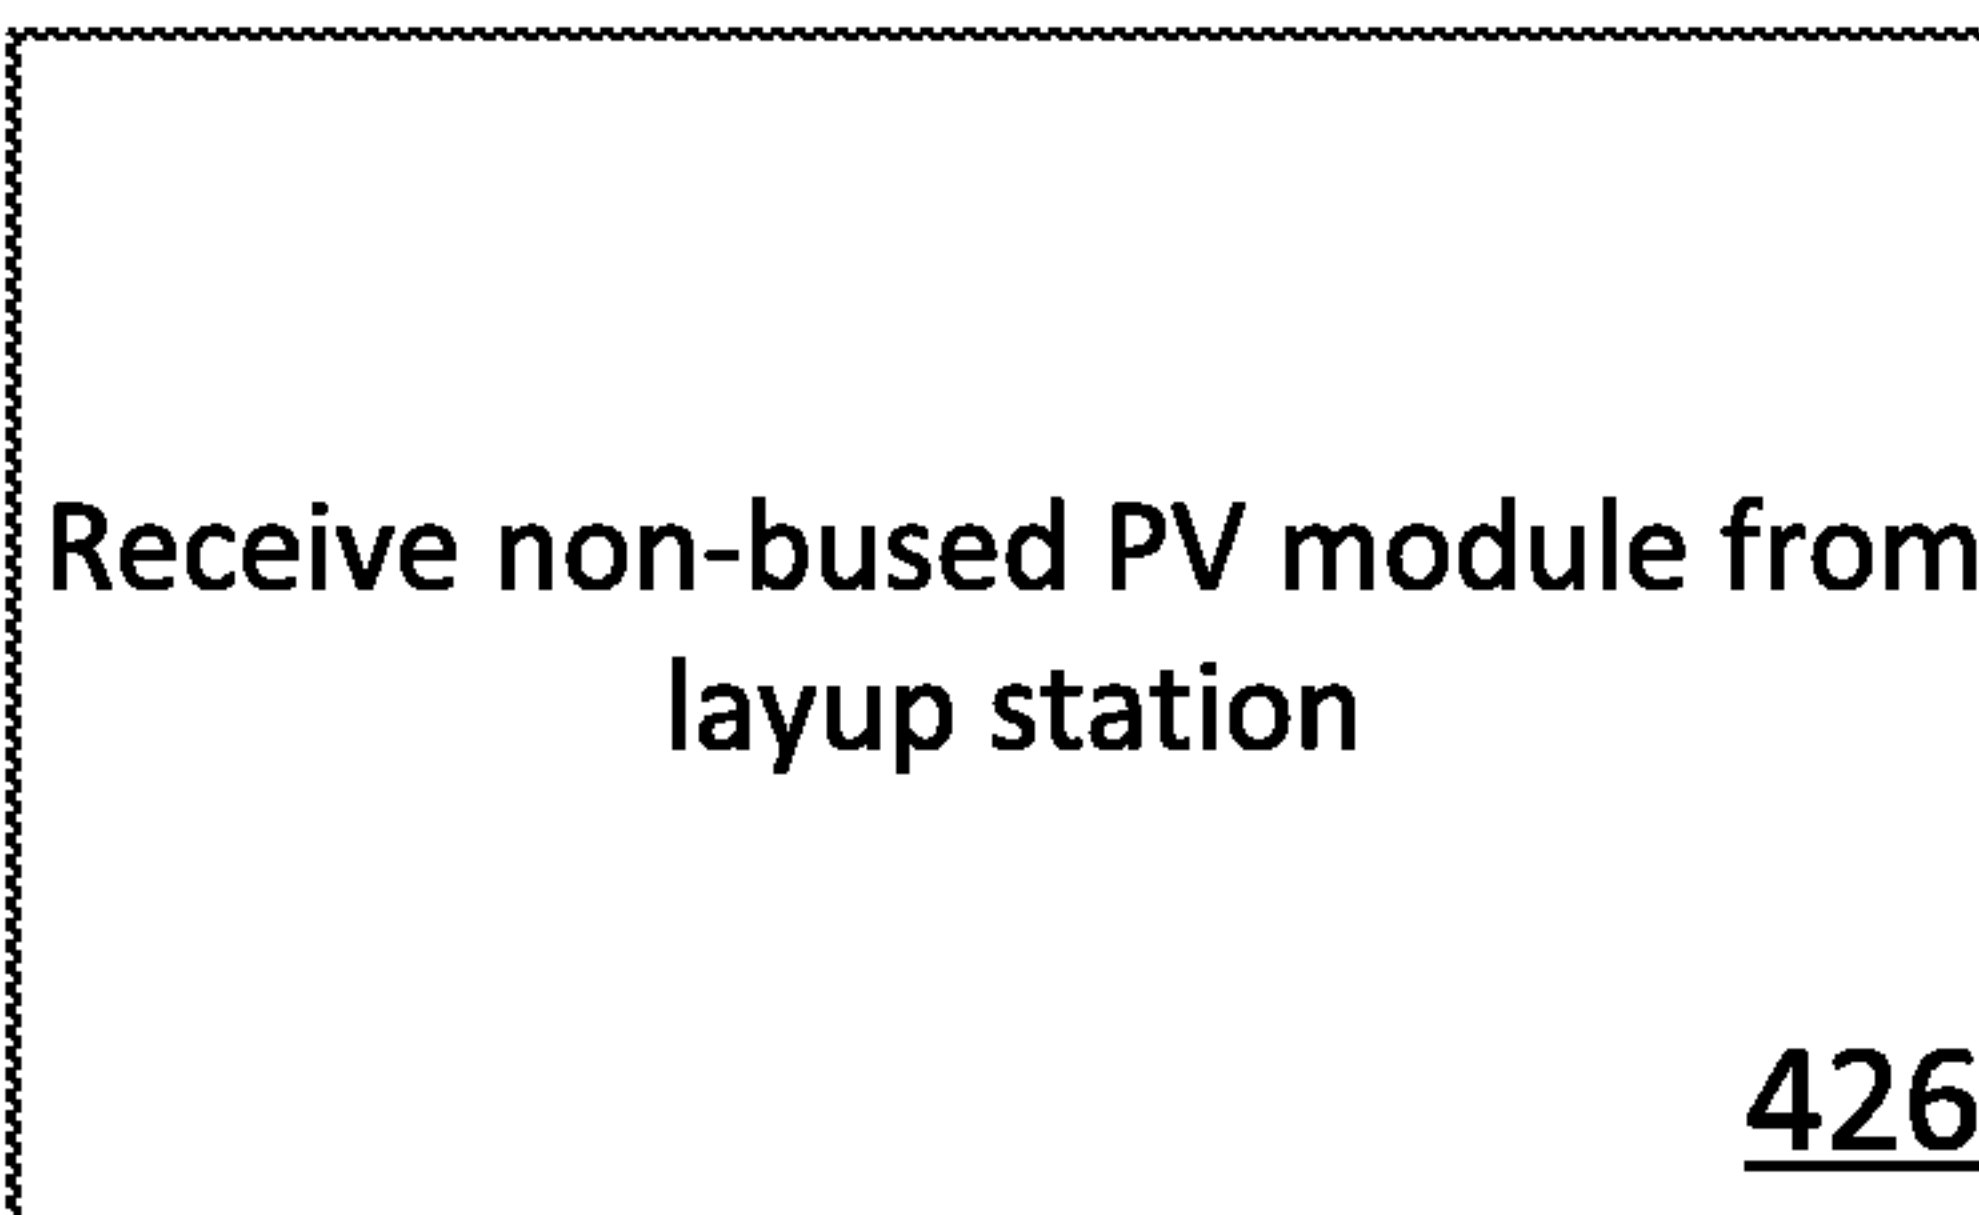 Receive non-bused PV module from
layup station
426